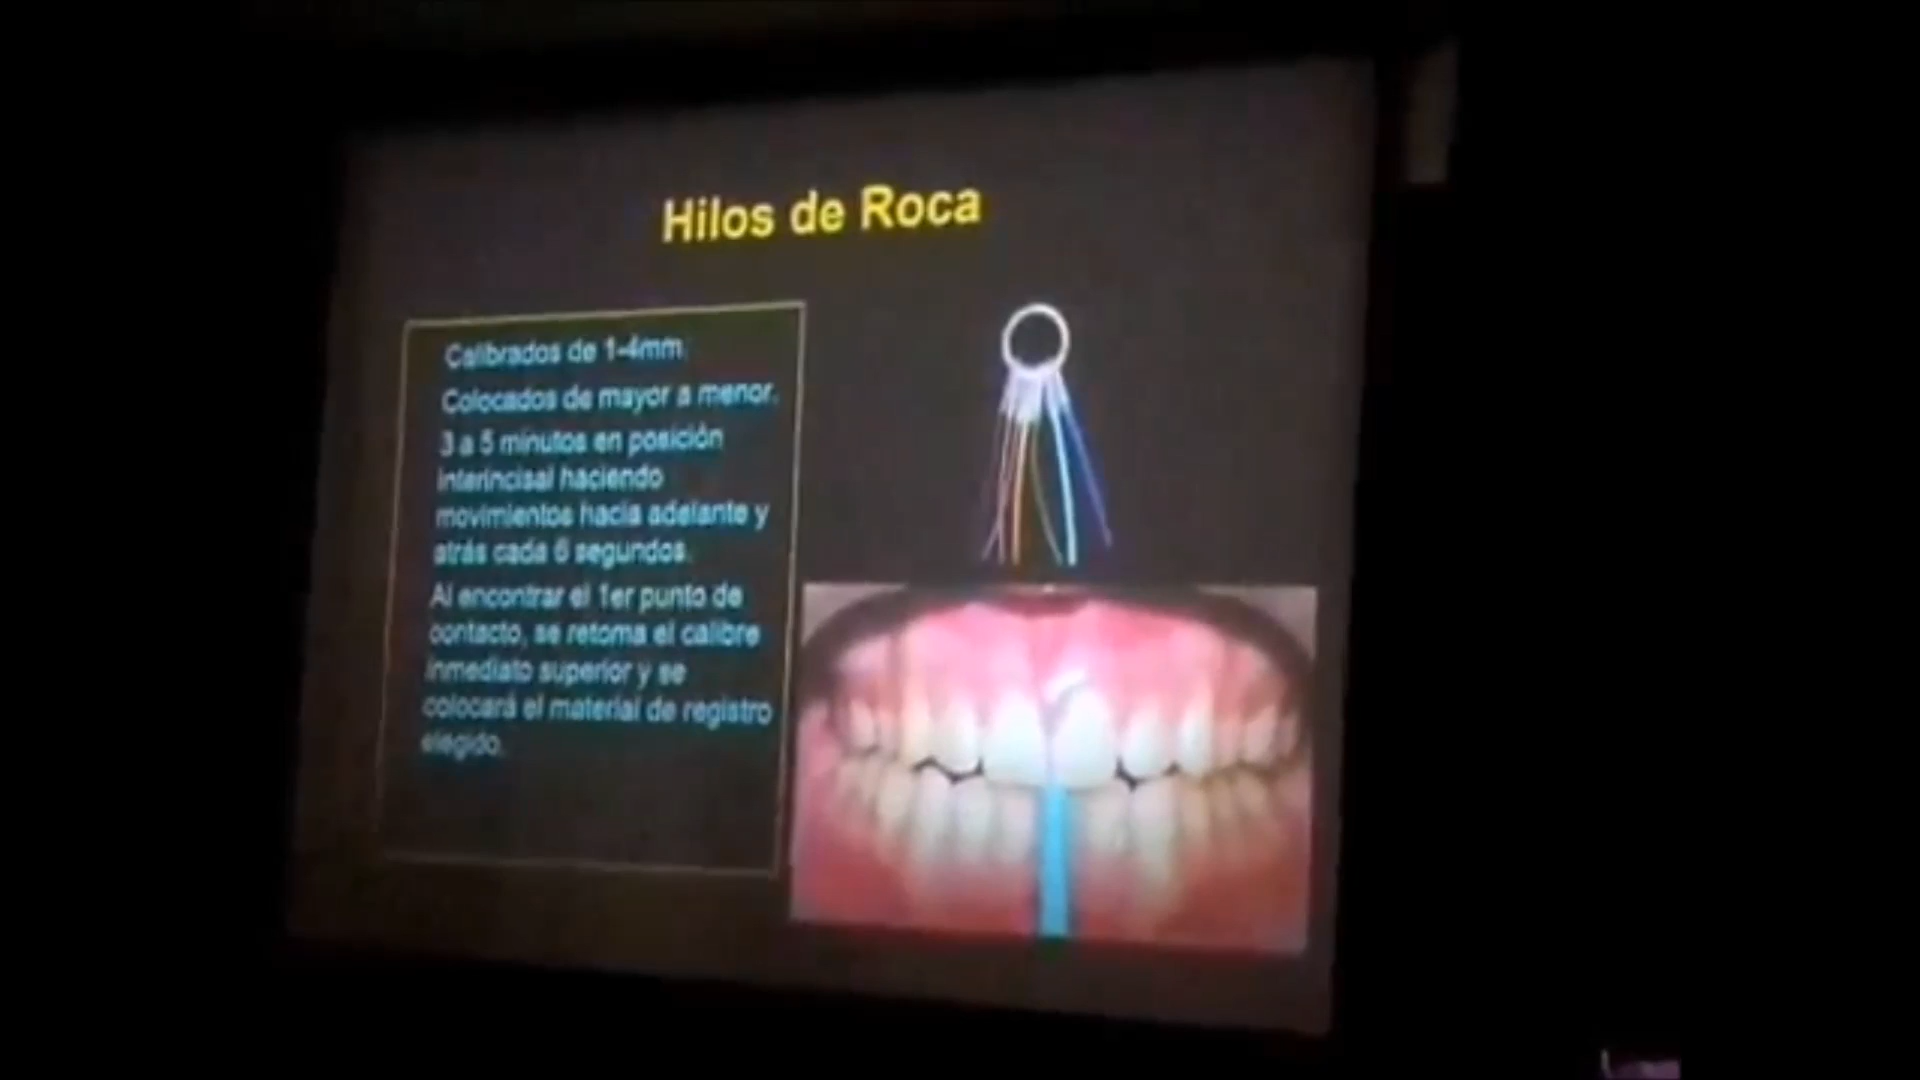 Hilos de Roca
Calibrados de 1-4mm.
Colocados de mayor a menor.
3 a 5 minutos en posición
interincisal haciendo
movimientos hacia adelante y
atrás cada 6 segundos.
Al encontrar el 1er punto de
contacto, se retoma el calibre
inmediato superior y se
colocará el material de registro
elegido.